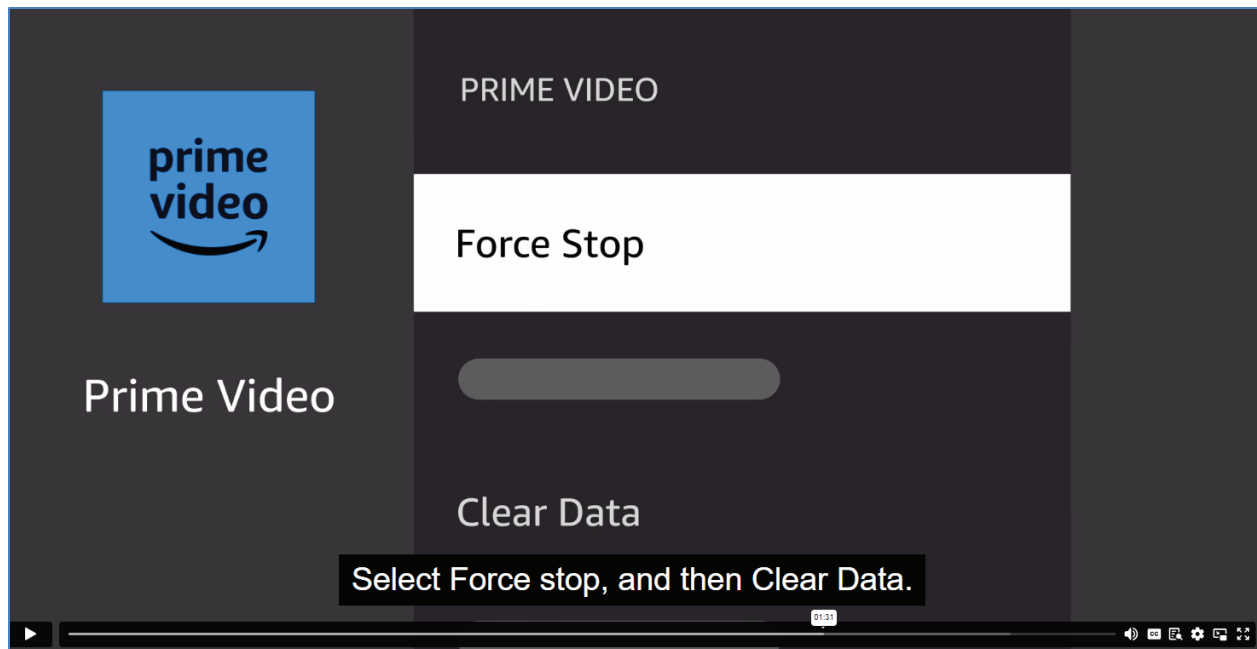 prime
video
Prime Video
PRIME VIDEO
Force Stop
Clear Data
Select Force stop, and then Clear Data.
01:31
CC